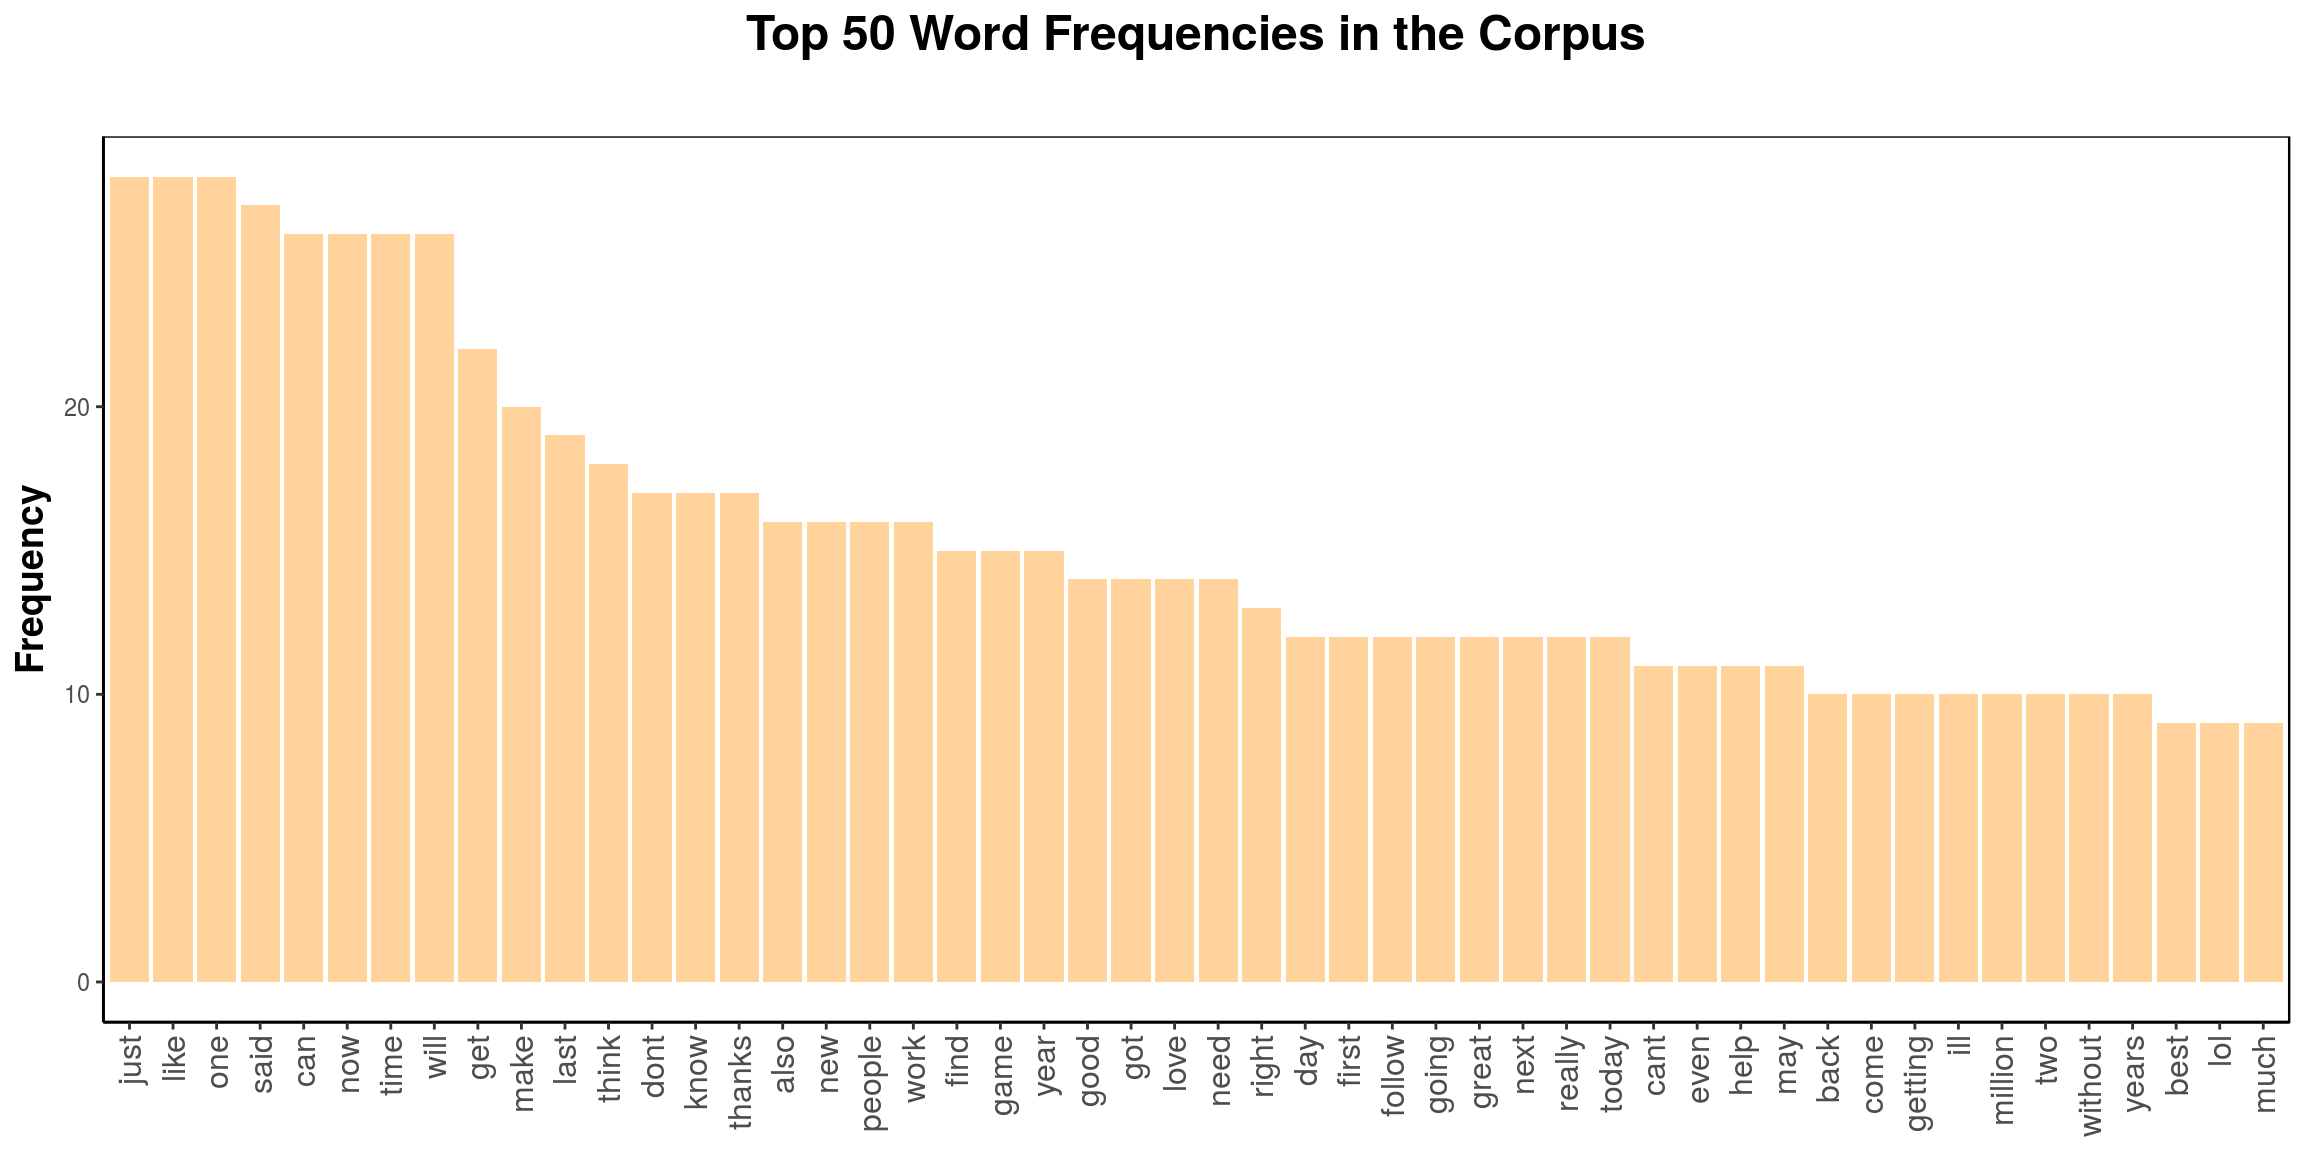 Top 50 Word Frequencies in the Corpus
Frequency
20
10
0
just
like
one
said
can
now
time
will
get
make
last
think
dont
know
thanks
also
new
people
work
find
game
year
good
got
love
need
right
day
first
follow
going
great
next
really
today
cant
even
help
may
back
come
getting
ill
million
two
without
years
best
lol
much